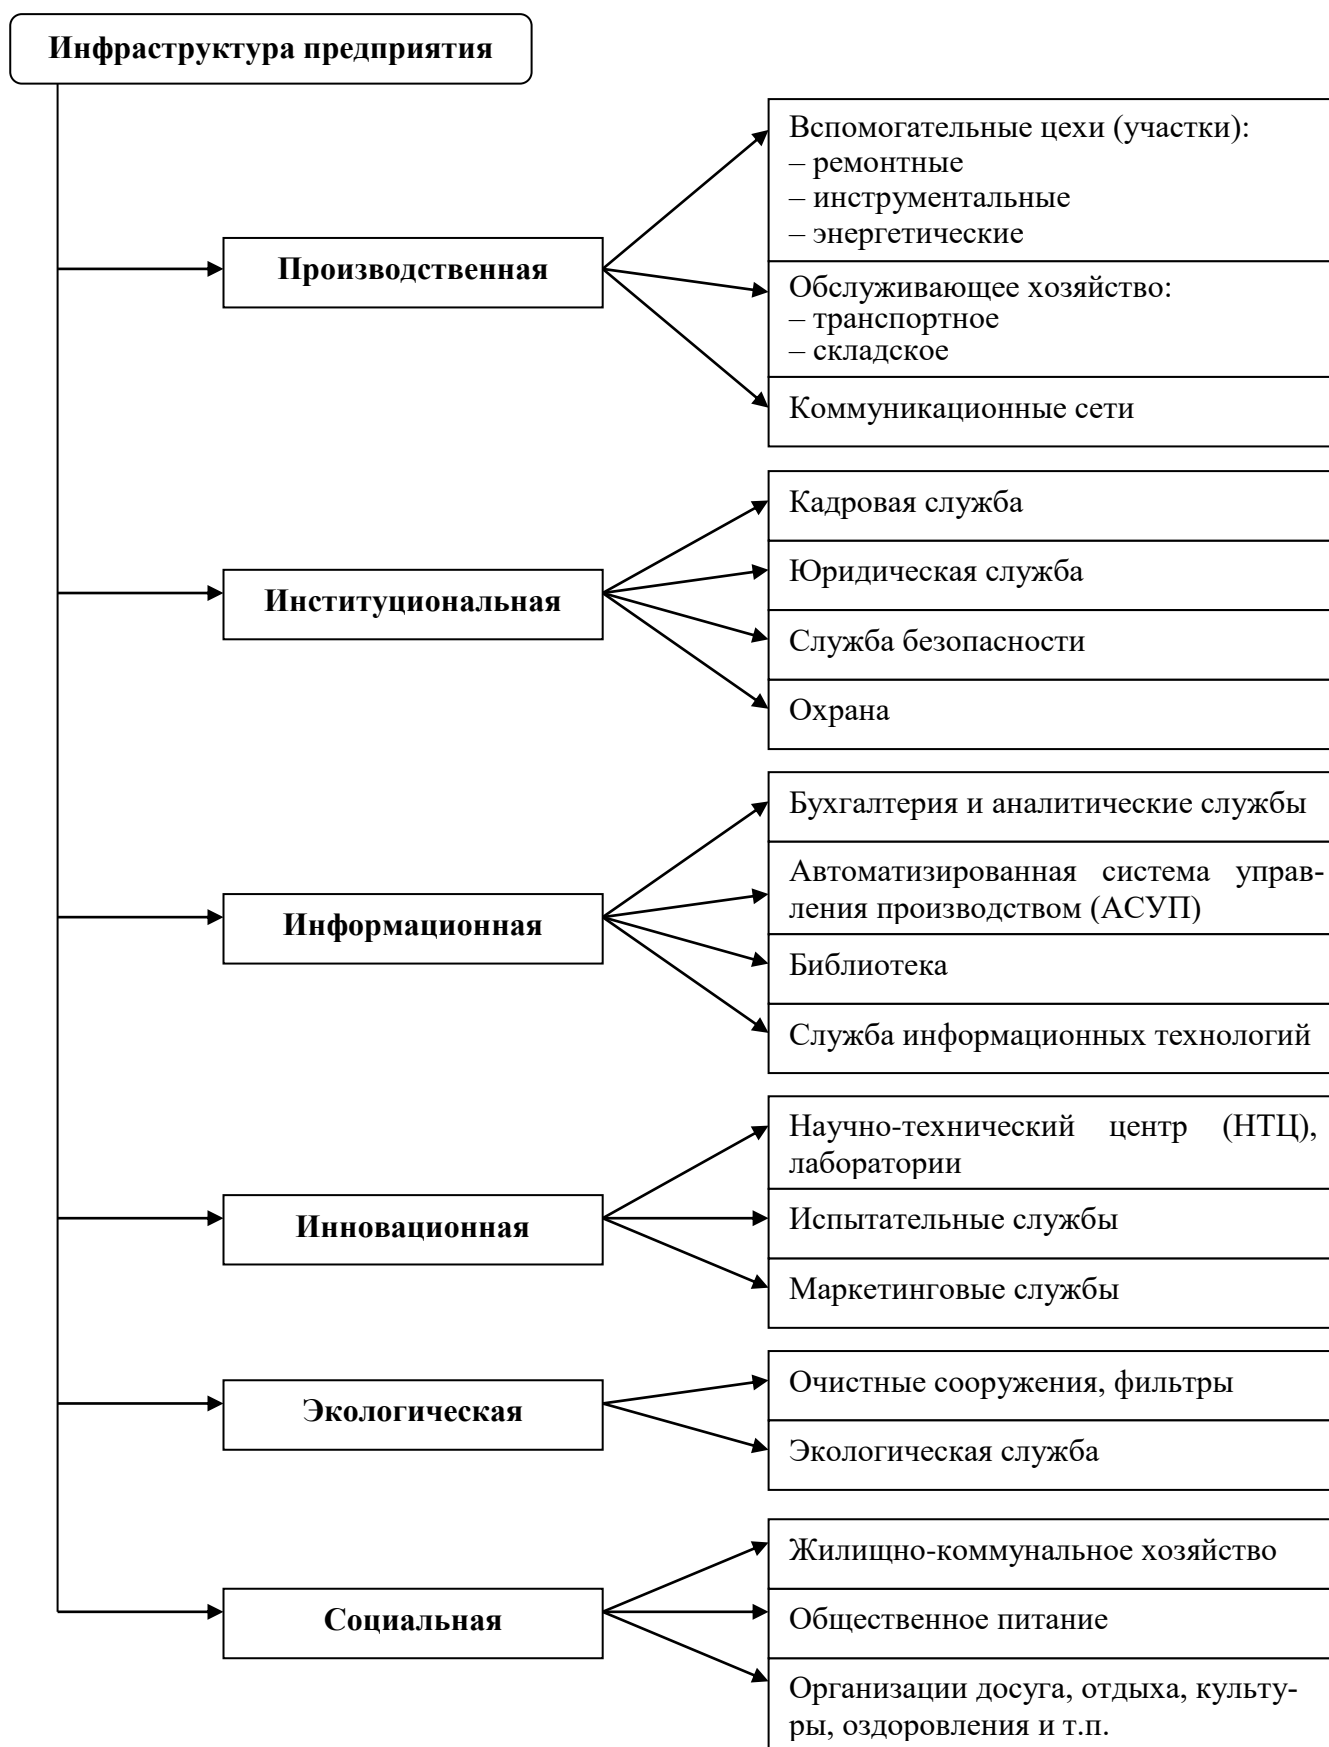 Инфраструктура предприятия
Производственная
Вспомогательные цехи (участки):
– ремонтные
– инструментальные
– энергетические
Обслуживающее хозяйство:
– транспортное
– складское
Коммуникационные сети
Институциональная
Кадровая служба
Юридическая служба
Служба безопасности
Охрана
Информационная
Бухгалтерия и аналитические службы
Автоматизированная система управ-
ления производством (АСУП)
Библиотека
Служба информационных технологий
Инновационная
Научно-технический центр (НТЦ),
лаборатории
Испытательные службы
Маркетинговые службы
Экологическая
Очистные сооружения, фильтры
Экологическая служба
Социальная
Жилищно-коммунальное хозяйство
Общественное питание
Организации досуга, отдыха, культу-
ры, оздоровления и т.п.